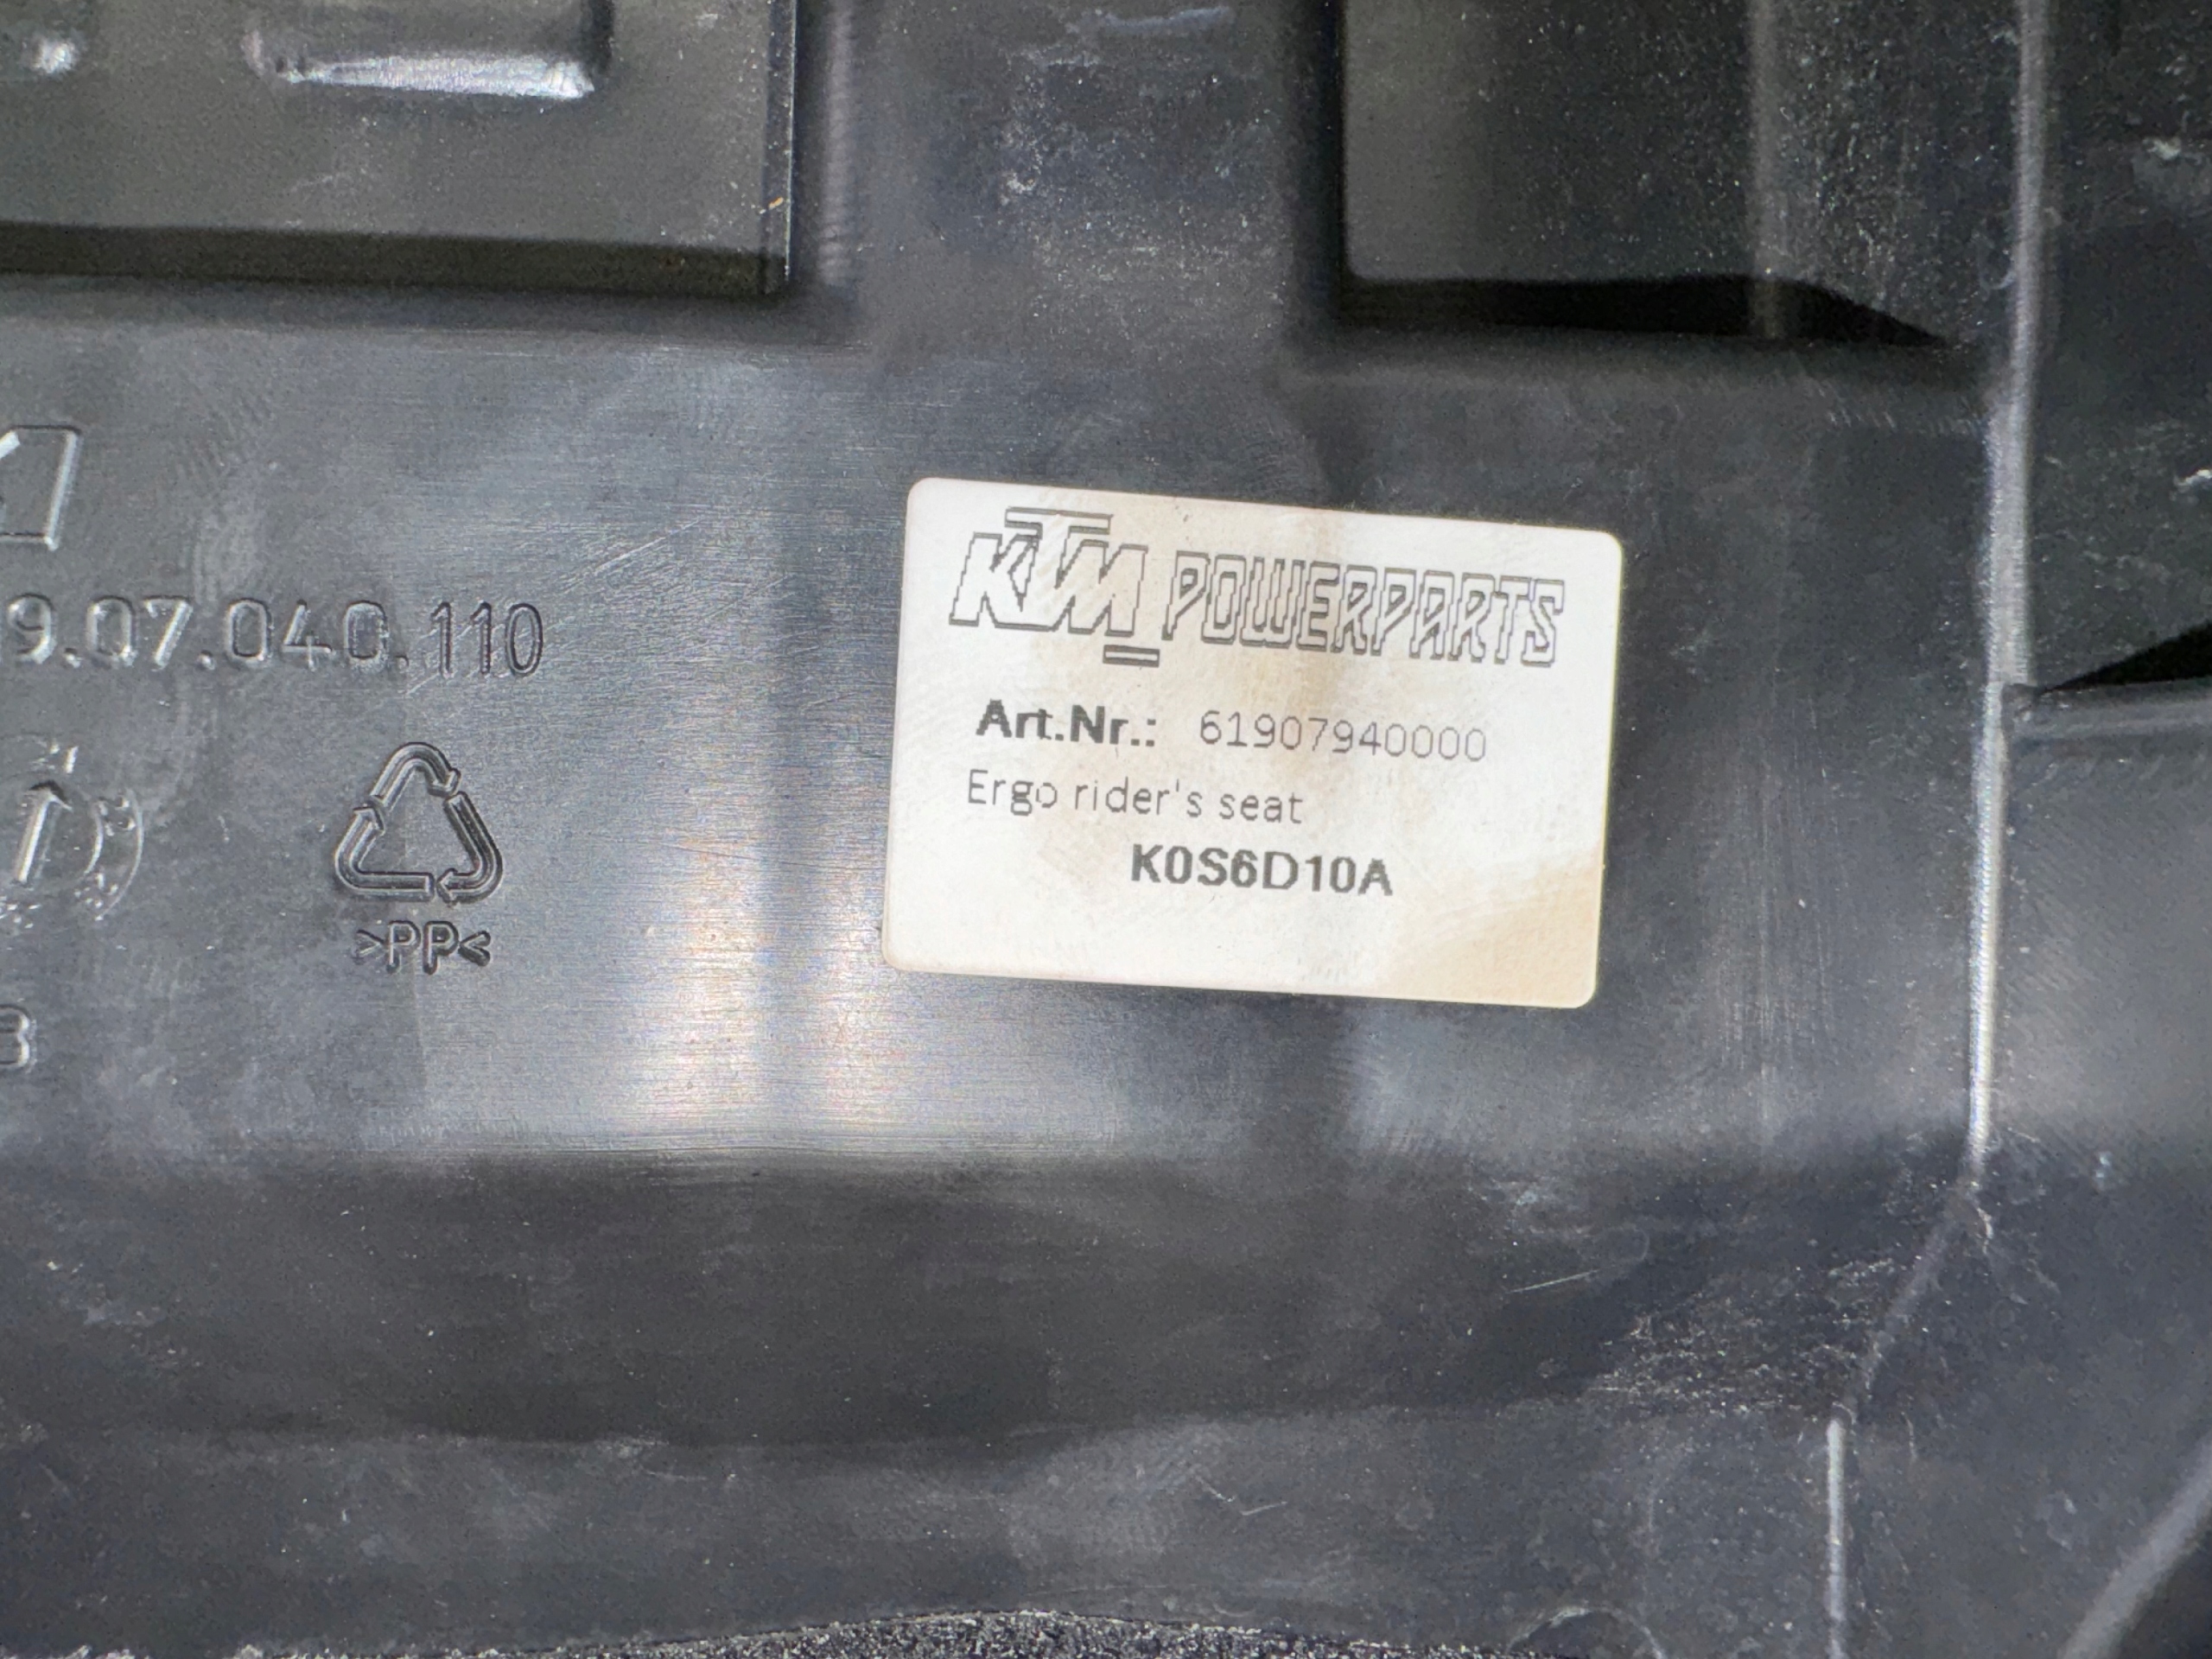 9.07.040.110
>PP<
KTM POWERPARTS
Art.Nr.: 61907940000
Ergo rider's seat
K0S6D10A